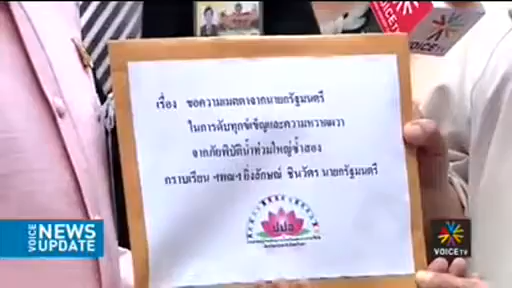 VOICE TV
เรื่อง ขอความเมตตาจากนายกรัฐมนตรี
ในการดับทุกข์เข็ญและความหวาดผวา
จากภัยพิบัติน้ำท่วมใหญ่ซ้ำสอง
กราบเรียน ฯพณฯ ยิ่งลักษณ์ ชินวัตร นายกรัฐมนตรี
VOICE NEWS UPDATE
VOICE TV